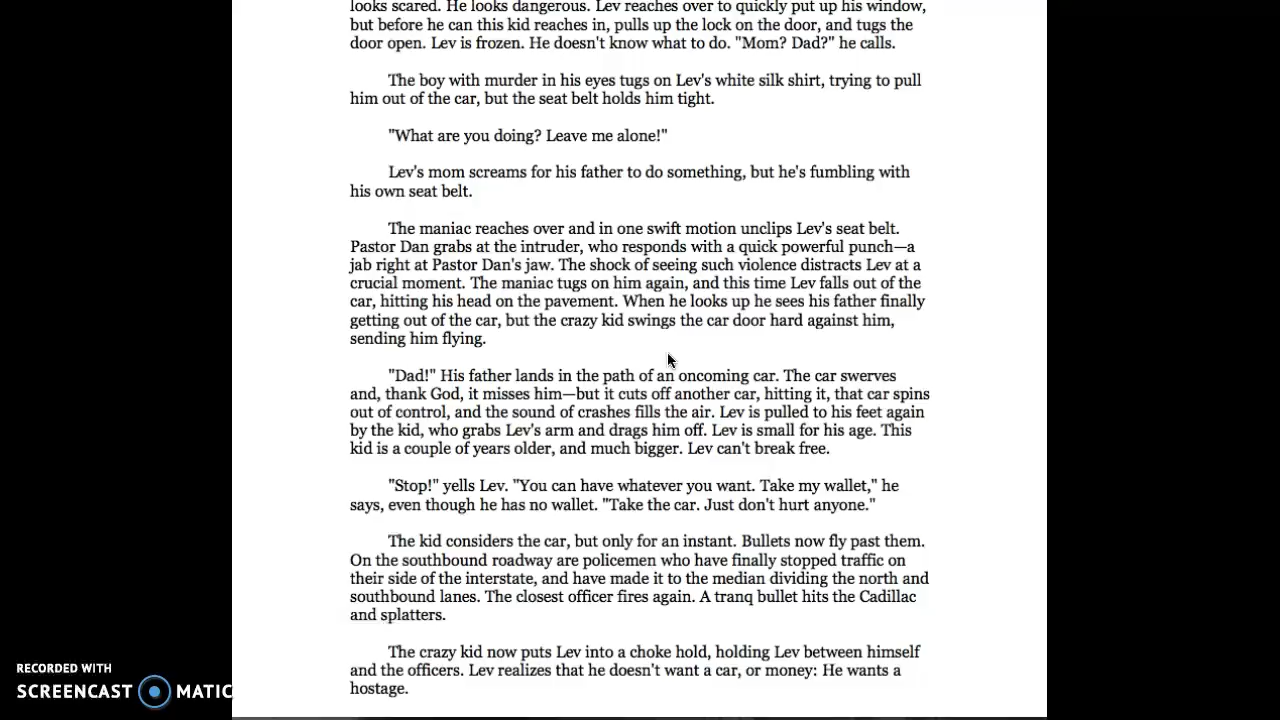 looks scared. He looks dangerous. Lev reaches over to quickly put up his window,
but before he can this kid reaches in, pulls up the lock on the door, and tugs the
door open. Lev is frozen. He doesn't know what to do. "Mom? Dad?" he calls.
The boy with murder in his eyes tugs on Lev's white silk shirt, trying to pull
him out of the car, but the seat belt holds him tight.
"What are you doing? Leave me alone!"
Lev's mom screams for his father to do something, but he's fumbling with
his own seat belt.
The maniac reaches over and in one swift motion unclips Lev's seat belt.
Pastor Dan grabs at the intruder, who responds with a quick powerful punch—a
jab right at Pastor Dan's jaw. The shock of seeing such violence distracts Lev at a
crucial moment. The maniac tugs on him again, and this time Lev falls out of the
car, hitting his head on the pavement. When he looks up he sees his father finally
getting out of the car, but the crazy kid swings the car door hard against him,
sending him flying.
"Dad!" His father lands in the path of an oncoming car. The car swerves
and, thank God, it misses him—but it cuts off another car, hitting it, that car spins
out of control, and the sound of crashes fills the air. Lev is pulled to his feet again
by the kid, who grabs Lev's arm and drags him off. Lev is small for his age. This
kid is a couple of years older, and much bigger. Lev can't break free.
"Stop!" yells Lev. "You can have whatever you want. Take my wallet," he
says, even though he has no wallet. "Take the car. Just don't hurt anyone."
The kid considers the car, but only for an instant. Bullets now fly past them.
On the southbound roadway are policemen who have finally stopped traffic on
their side of the interstate, and have made it to the median dividing the north and
southbound lanes. The closest officer fires again. A tranq bullet hits the Cadillac
and splatters.
The crazy kid now puts Lev into a choke hold, holding Lev between himself
and the officers. Lev realizes that he doesn't want a car, or money: He wants a
hostage.
RECORDED WITH
SCREENCAST MATIC